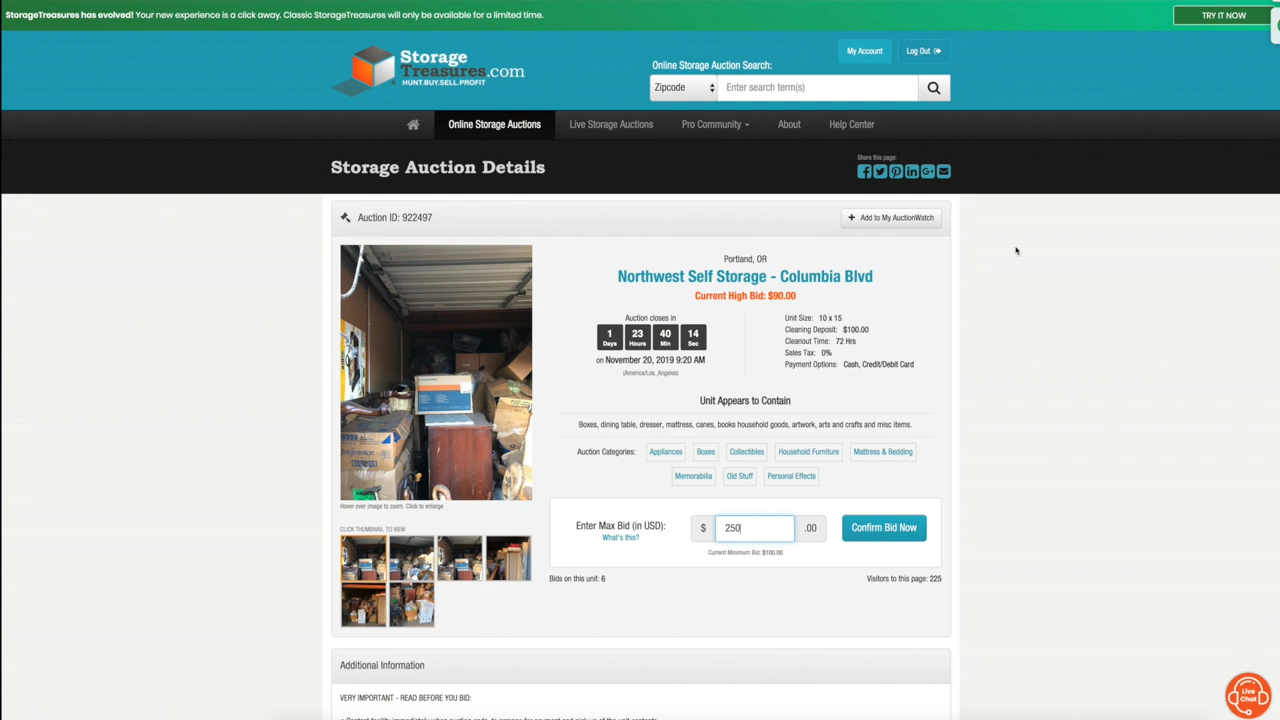 StorageTreasures has evolved! Your new experience is a click away. Classic StorageTreasures will only be available for a limited time.
TRY IT NOW
Storage
Treasures.com
HUNT.BUY.SELL.PROFIT
My Account
Log Out
Online Storage Auction Search:
Zipcode
Enter search term(s)
Online Storage Auctions
Live Storage Auctions
Pro Community
About
Help Center
Storage Auction Details
Share this page:
Auction ID: 922497
+ Add to My AuctionWatch
Portland, OR
Northwest Self Storage - Columbia Blvd
Current High Bid: $90.00
Auction closes in
1 23 40 14
Days Hours Min Sec
on November 20, 2019 9:20 AM
(America/Los_Angeles)
Unit Size: 10 x 15
Cleaning Deposit: $100.00
Cleanout Time: 72 Hrs
Sales Tax: 0%
Payment Options: Cash, Credit/Debit Card
Unit Appears to Contain
Boxes, dining table, dresser, mattress, canes, books household goods, artwork, arts and crafts and misc items.
Auction Categories: Appliances Boxes Collectibles Household Furniture Mattress & Bedding
Memorabilia Old Stuff Personal Effects
Hover over image to zoom. Click to enlarge
CLICK THUMBNAIL TO VIEW
Enter Max Bid (in USD):
What's this?
$ 250 .00
Confirm Bid Now
Current Minimum Bid: $100.00
Bids on this unit: 6
Visitors to this page: 225
Additional Information
VERY IMPORTANT - READ BEFORE YOU BID:
Live
Chat